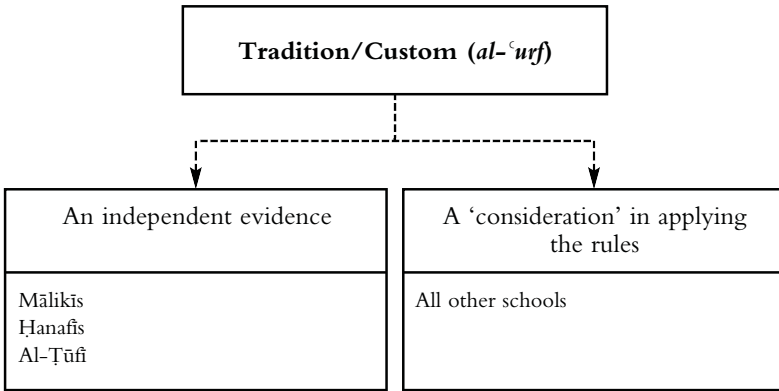 Tradition/Custom (al-ʿurf)
An independent evidence
Mālikīs
Ḥanafīs
Al-Ṭūfī
A ‘consideration’ in applying
the rules
All other schools